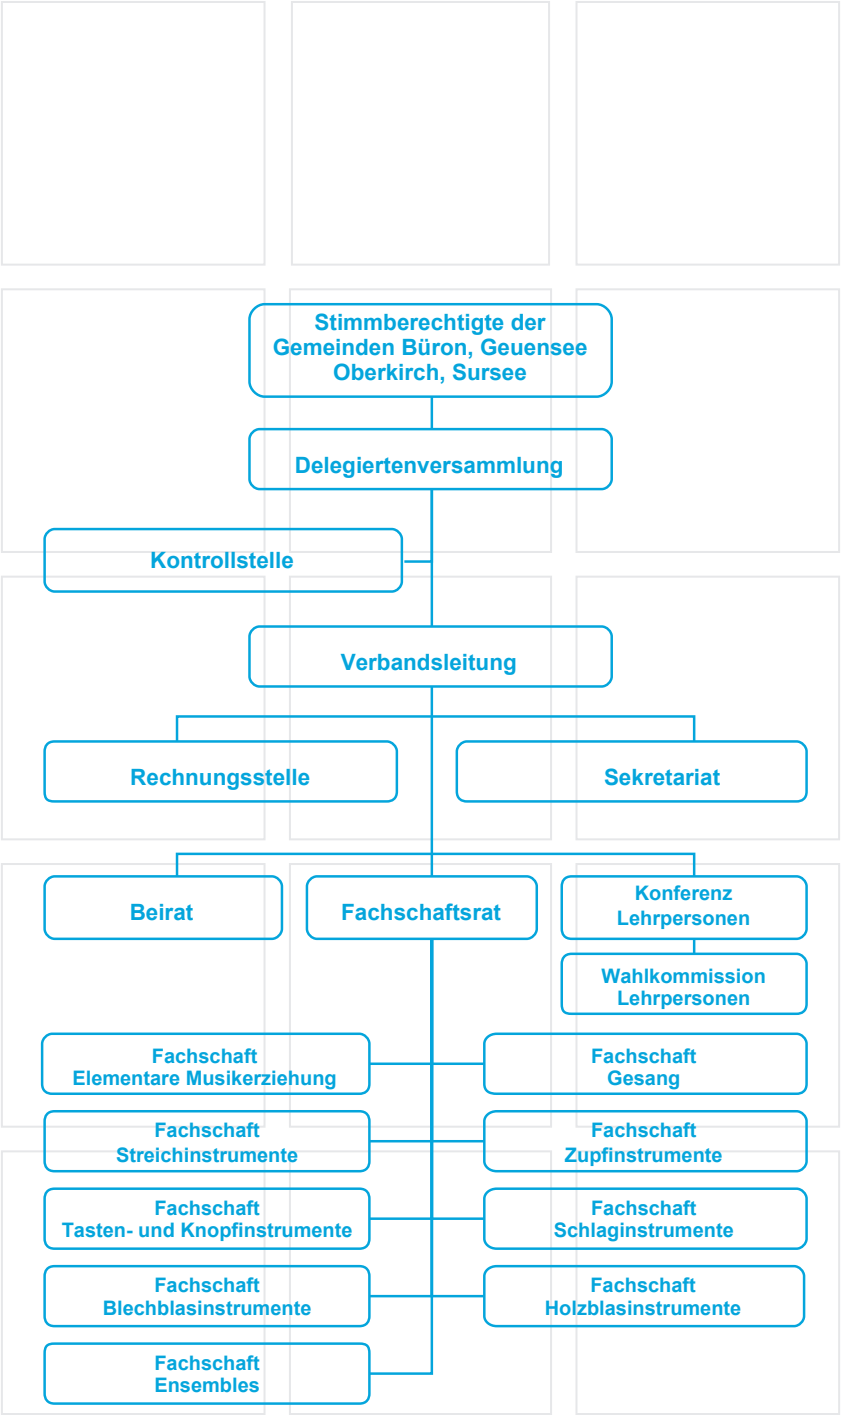 Stimmberechtigte der
Gemeinden Büron, Geuensee
Oberkirch, Sursee
Delegiertenversammlung
Kontrollstelle
Verbandsleitung
Rechnungsstelle
Sekretariat
Beirat
Fachschaftsrat
Konferenz
Lehrpersonen
Wahlkommission
Lehrpersonen
Fachschaft
Elementare Musikerziehung
Fachschaft
Gesang
Fachschaft
Streichinstrumente
Fachschaft
Zupfinstrumente
Fachschaft
Tasten- und Knopfinstrumente
Fachschaft
Schlaginstrumente
Fachschaft
Blechblasinstrumente
Fachschaft
Holzblasinstrumente
Fachschaft
Ensembles